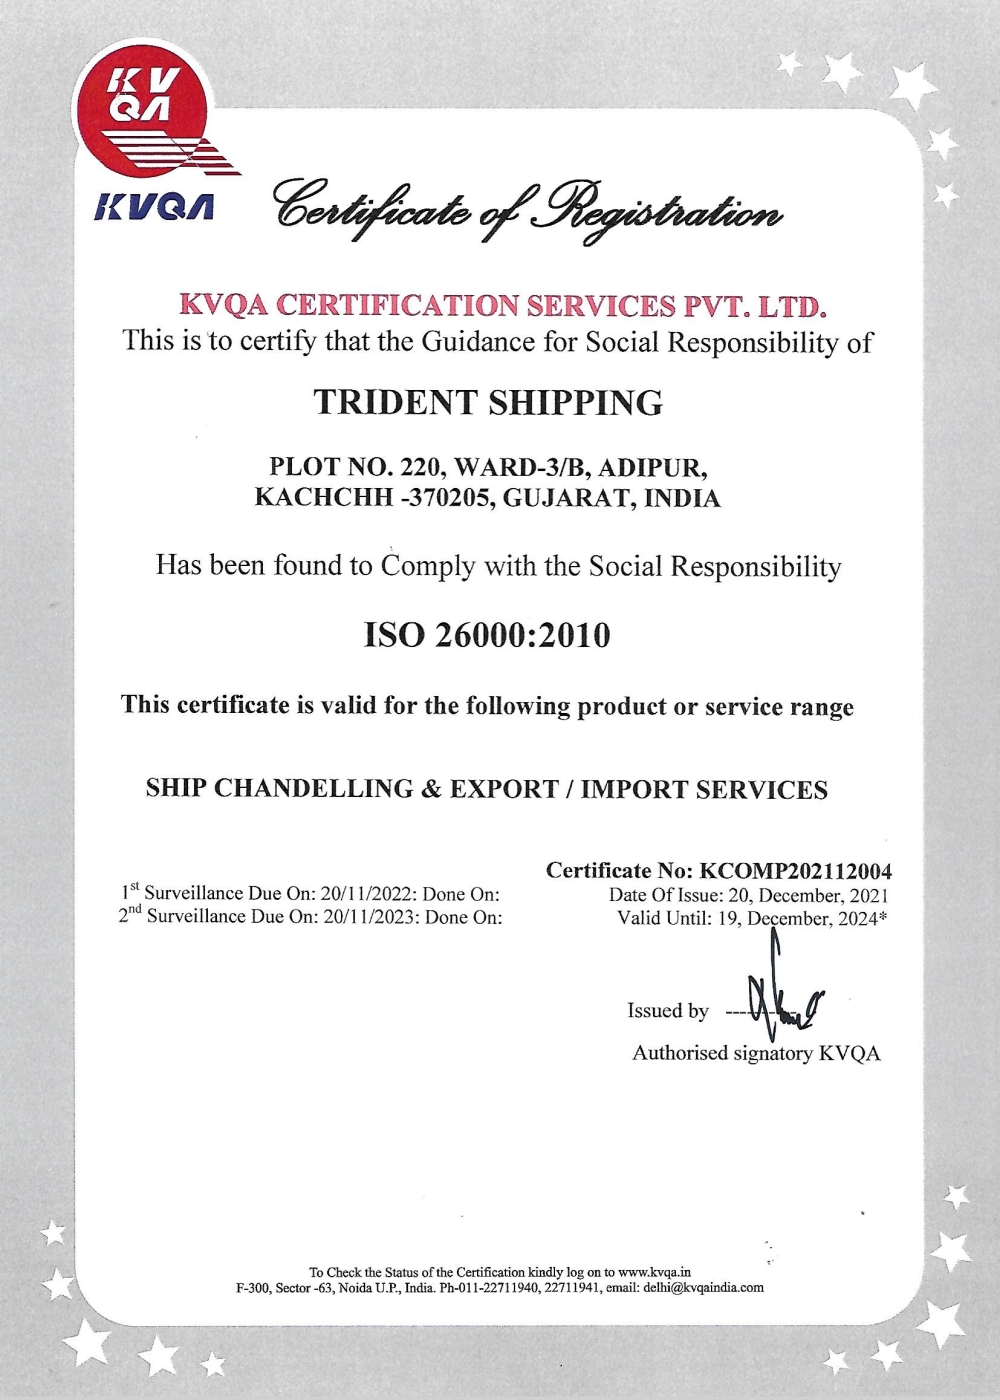 KV
QA
KVQA
Certificate of Registration
KVQA CERTIFICATION SERVICES PVT. LTD.
This is to certify that the Guidance for Social Responsibility of
TRIDENT SHIPPING
PLOT NO. 220, WARD-3/B, ADIPUR,
KACHCHH -370205, GUJARAT, INDIA
Has been found to Comply with the Social Responsibility
ISO 26000:2010
This certificate is valid for the following product or service range
SHIP CHANDELLING & EXPORT / IMPORT SERVICES
Certificate No: KCOMP202112004
1st Surveillance Due On: 20/11/2022: Done On:
Date Of Issue: 20, December, 2021
2nd Surveillance Due On: 20/11/2023: Done On:
Valid Until: 19, December, 2024*
Issued by
Authorised signatory KVQA
To Check the Status of the Certification kindly log on to www.kvqa.in
F-300, Sector -63, Noida U.P., India. Ph-011-22711940, 22711941, email: delhi@kvqaindia.com